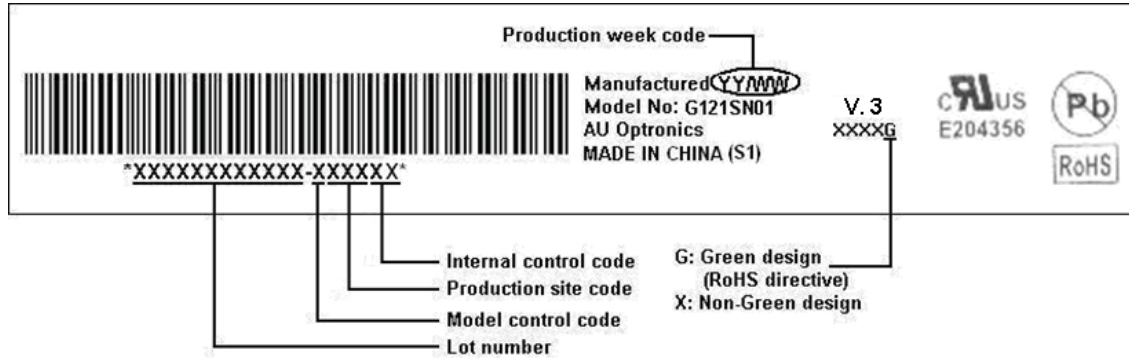 Production week code
Manufactured YY/WW
Model No: G121SN01
AU Optronics
MADE IN CHINA (S1)
V.3
XXXXG
C RU US
E204356
Pb
RoHS
*XXXXXXXXXXXX-XXXXXX*
Internal control code
Production site code
Model control code
Lot number
G: Green design
(RoHS directive)
X: Non-Green design